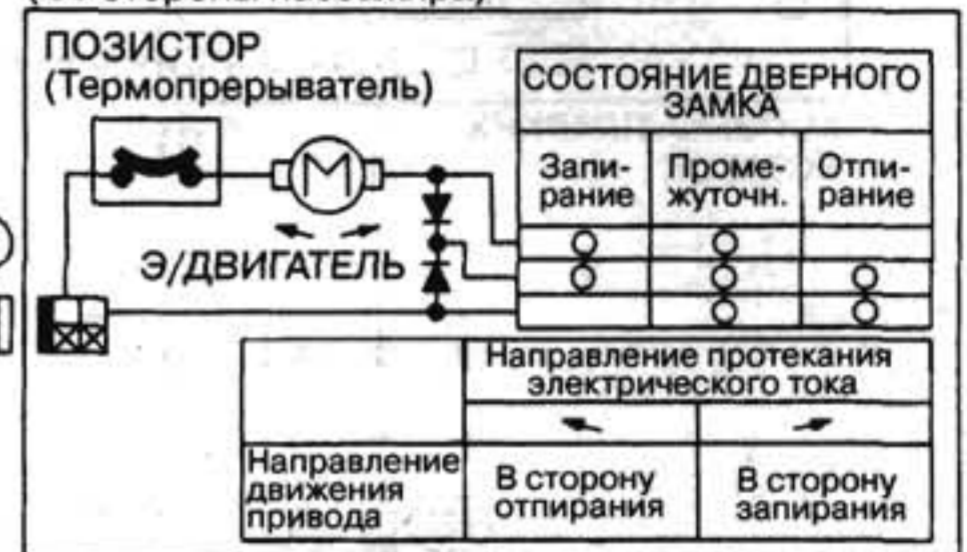 ПОЗИСТОР
(Термопрерыватель)
М
Э/ДВИГАТЕЛЬ
СОСТОЯНИЕ ДВЕРНОГО
ЗАМКА
Запи-
рание
Проме-
жуточн.
Отпи-
рание
Направление протекания
электрического тока
Направление
движения
привода
В сторону
отпирания
В сторону
запирания